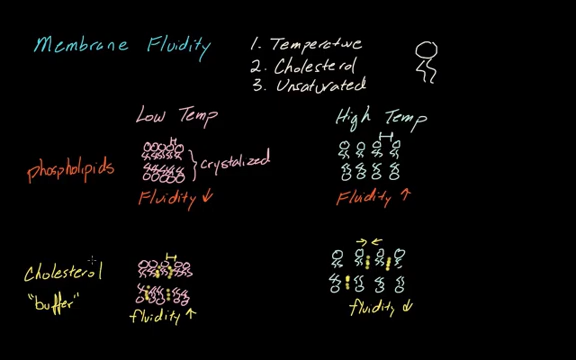 Membrane Fluidity
1. Temperature
2. Cholesterol
3. Unsaturated
Low Temp
High Temp
phospholipids
crystalized
Fluidity ↓
Fluidity ↑
cholesterol
"buffer"
fluidity ↑
fluidity ↓